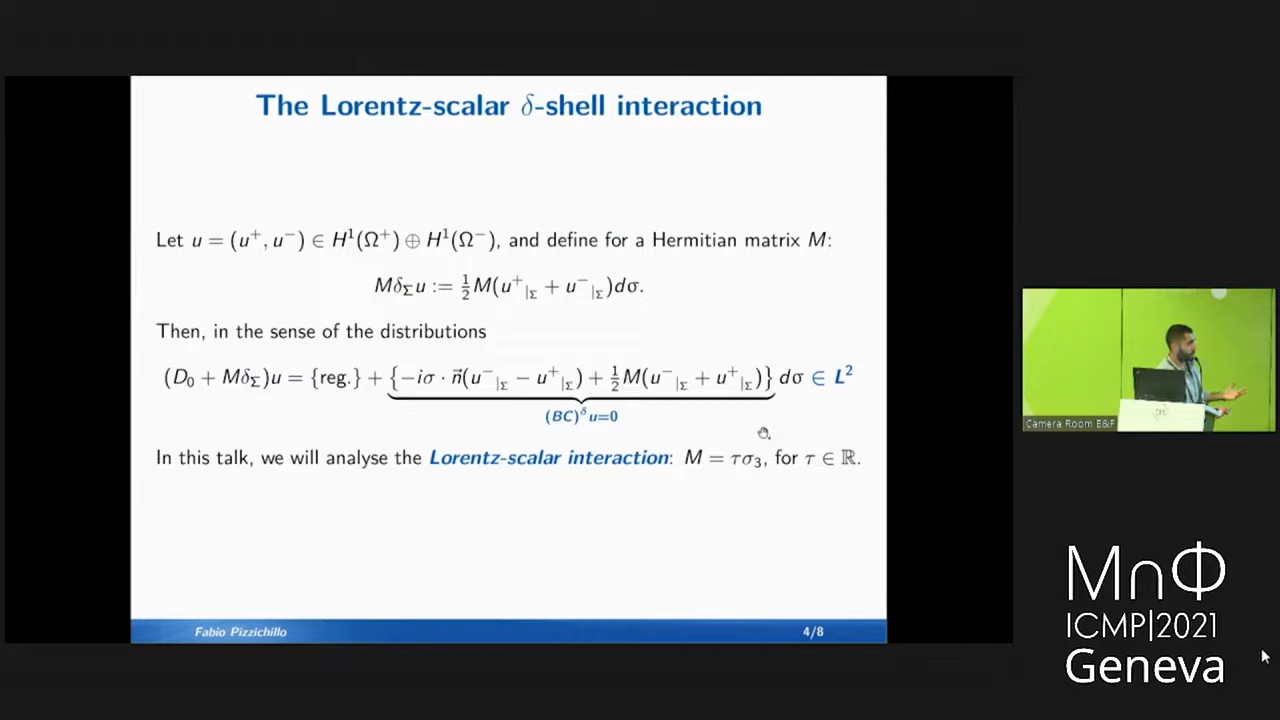 The Lorentz-scalar δ-shell interaction
Let u = (u⁺, u⁻) ∈ H¹(Ω⁺) ⊕ H¹(Ω⁻), and define for a Hermitian matrix M:
Mδ_Σ u := ½M(u⁺|_Σ + u⁻|_Σ)dσ.
Then, in the sense of the distributions
(D₀ + Mδ_Σ)u = {reg.} + {−iσ · n⃗(u⁻|_Σ − u⁺|_Σ) + ½M(u⁻|_Σ + u⁺|_Σ)} dσ ∈ L²
(BC)^δ u=0
In this talk, we will analyse the Lorentz-scalar interaction: M = τσ₃, for τ ∈ ℝ.
Fabio Pizzichillo 4/8
Camera Room E&F
M∩Φ
ICMP|2021
Geneva